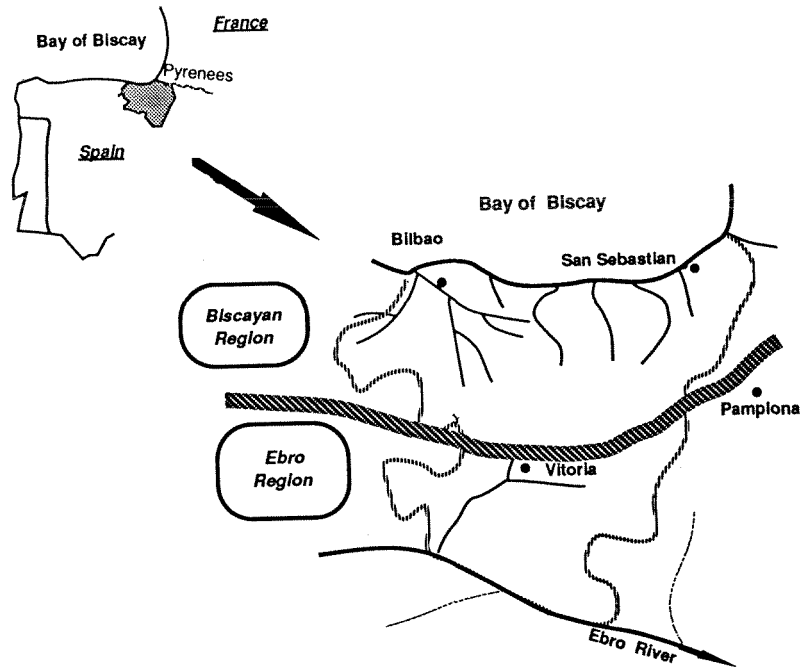 France
Bay of Biscay
Pyrenees
Spain
Bay of Biscay
Bilbao
San Sebastian
Biscayan
Region
Pamplona
Ebro
Region
Vitoria
Ebro River